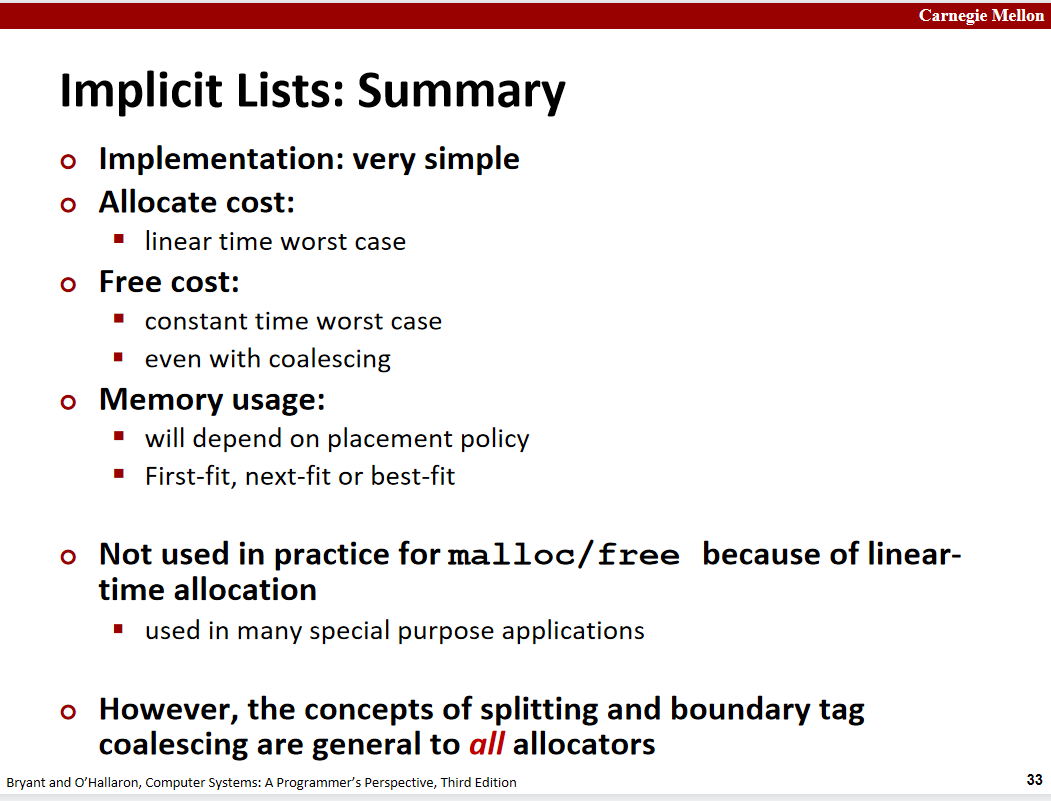 Carnegie Mellon
Implicit Lists: Summary
Implementation: very simple
Allocate cost:
linear time worst case
Free cost:
constant time worst case
even with coalescing
Memory usage:
will depend on placement policy
First-fit, next-fit or best-fit
Not used in practice for malloc/free because of linear-
time allocation
used in many special purpose applications
However, the concepts of splitting and boundary tag
coalescing are general to all allocators
Bryant and O’Hallaron, Computer Systems: A Programmer’s Perspective, Third Edition
33